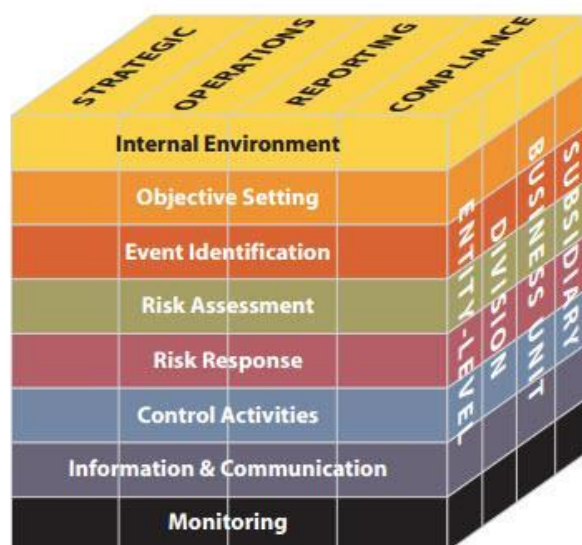 STRATEGIC
OPERATIONS
REPORTING
COMPLIANCE
Internal Environment
Objective Setting
Event Identification
Risk Assessment
Risk Response
Control Activities
Information & Communication
Monitoring
ENTITY-LEVEL
DIVISION
BUSINESS UNIT
SUBSIDIARY